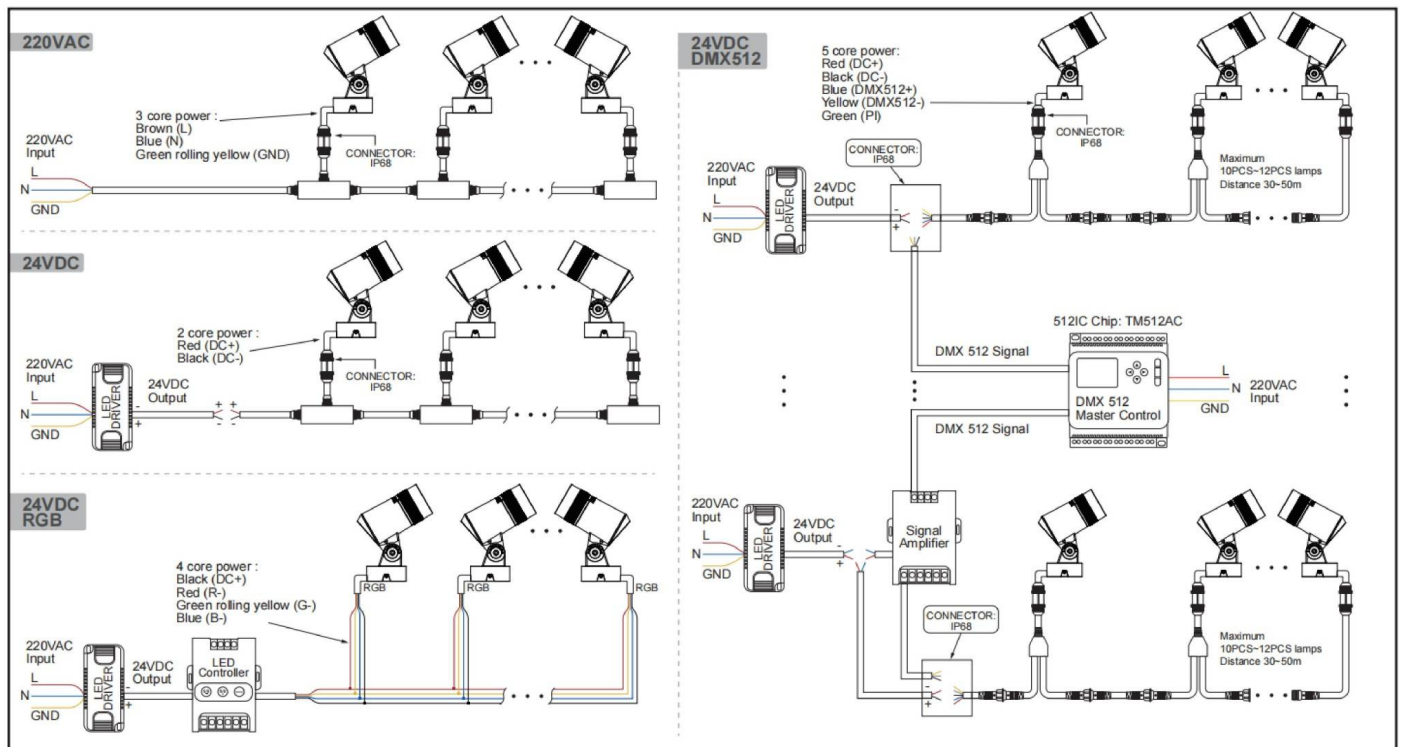 220VAC
3 core power :
Brown (L)
Blue (N)
Green rolling yellow (GND)
CONNECTOR:
IP68
220VAC
Input
L
N
GND
24VDC
2 core power :
Red (DC+)
Black (DC-)
CONNECTOR:
IP68
220VAC
Input
L
N
GND
LED
DRIVER
24VDC
Output
-
+
+ +
- -
24VDC
RGB
4 core power :
Black (DC+)
Red (R-)
Green rolling yellow (G-)
Blue (B-)
RGB
RGB
RGB
220VAC
Input
L
N
GND
LED
DRIVER
24VDC
Output
-
+
LED
Controller
24VDC
DMX512
5 core power:
Red (DC+)
Black (DC-)
Blue (DMX512+)
Yellow (DMX512-)
Green (PI)
CONNECTOR:
IP68
CONNECTOR:
IP68
220VAC
Input
L
N
GND
LED
DRIVER
24VDC
Output
-
+
Maximum
10PCS~12PCS lamps
Distance 30~50m
512IC Chip: TM512AC
DMX 512 Signal
DMX 512
Master Control
L
N
GND
220VAC
Input
DMX 512 Signal
220VAC
Input
L
N
GND
LED
DRIVER
24VDC
Output
-
+
Signal
Amplifier
CONNECTOR:
IP68
-
+
Maximum
10PCS~12PCS lamps
Distance 30~50m